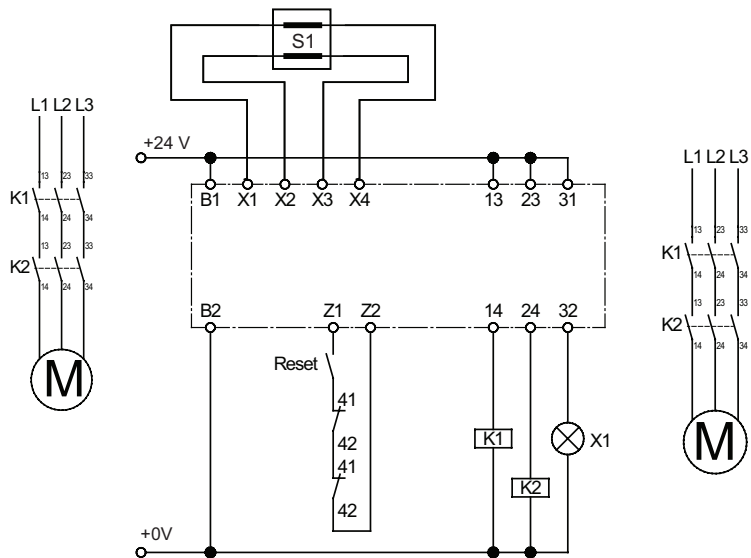 S1
L1 L2 L3
+24 V
13 23 33
K1
14 24 34
13 23 33
K2
14 24 34
M
B1 X1 X2 X3 X4 13 23 31
B2 Z1 Z2 14 24 32
Reset
41
42
41
42
K1
K2
X1
+0V
L1 L2 L3
13 23 33
K1
14 24 34
13 23 33
K2
14 24 34
M